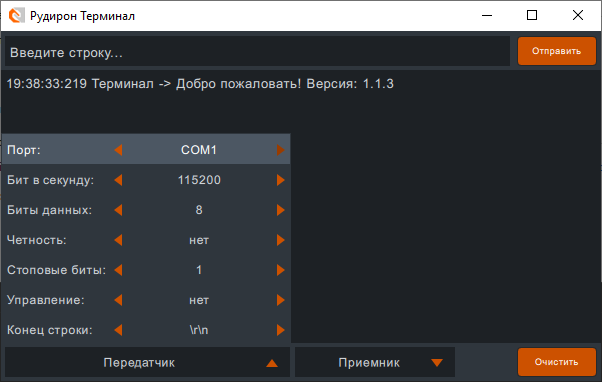 Рудирон Терминал
Введите строку...
Отправить
19:38:33:219 Терминал -> Добро пожаловать! Версия: 1.1.3
Порт: COM1
Бит в секунду: 115200
Биты данных: 8
Четность: нет
Стоповые биты: 1
Управление: нет
Конец строки: \r\n
Передатчик
Приемник
Очистить